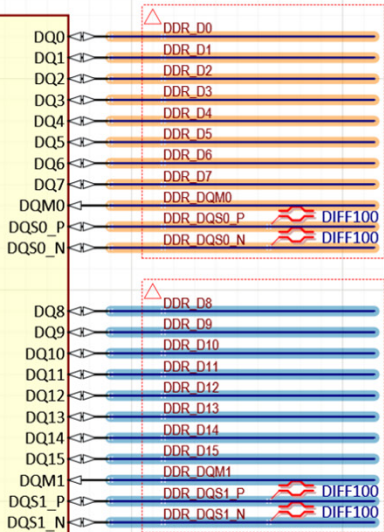 DQ0 DDR_D0
DQ1 DDR_D1
DQ2 DDR_D2
DQ3 DDR_D3
DQ4 DDR_D4
DQ5 DDR_D5
DQ6 DDR_D6
DQ7 DDR_D7
DQM0 DDR_DQM0
DQS0_P DDR_DQS0_P DIFF100
DQS0_N DDR_DQS0_N DIFF100
DQ8 DDR_D8
DQ9 DDR_D9
DQ10 DDR_D10
DQ11 DDR_D11
DQ12 DDR_D12
DQ13 DDR_D13
DQ14 DDR_D14
DQ15 DDR_D15
DQM1 DDR_DQM1
DQS1_P DDR_DQS1_P DIFF100
DQS1_N DDR_DQS1_N DIFF100